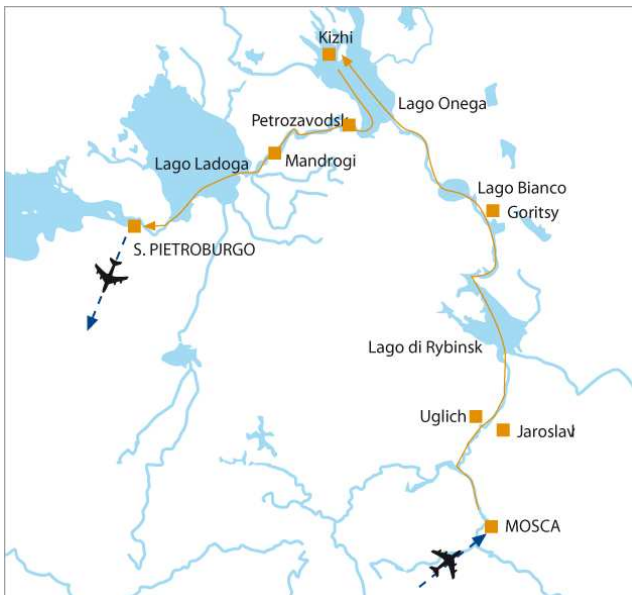 Kizhi
Lago Onega
Petrozavodsk
Lago Ladoga
Mandrogi
Lago Bianco
Goritsy
S. PIETROBURGO
Lago di Rybinsk
Uglich
Jaroslavl
MOSCA